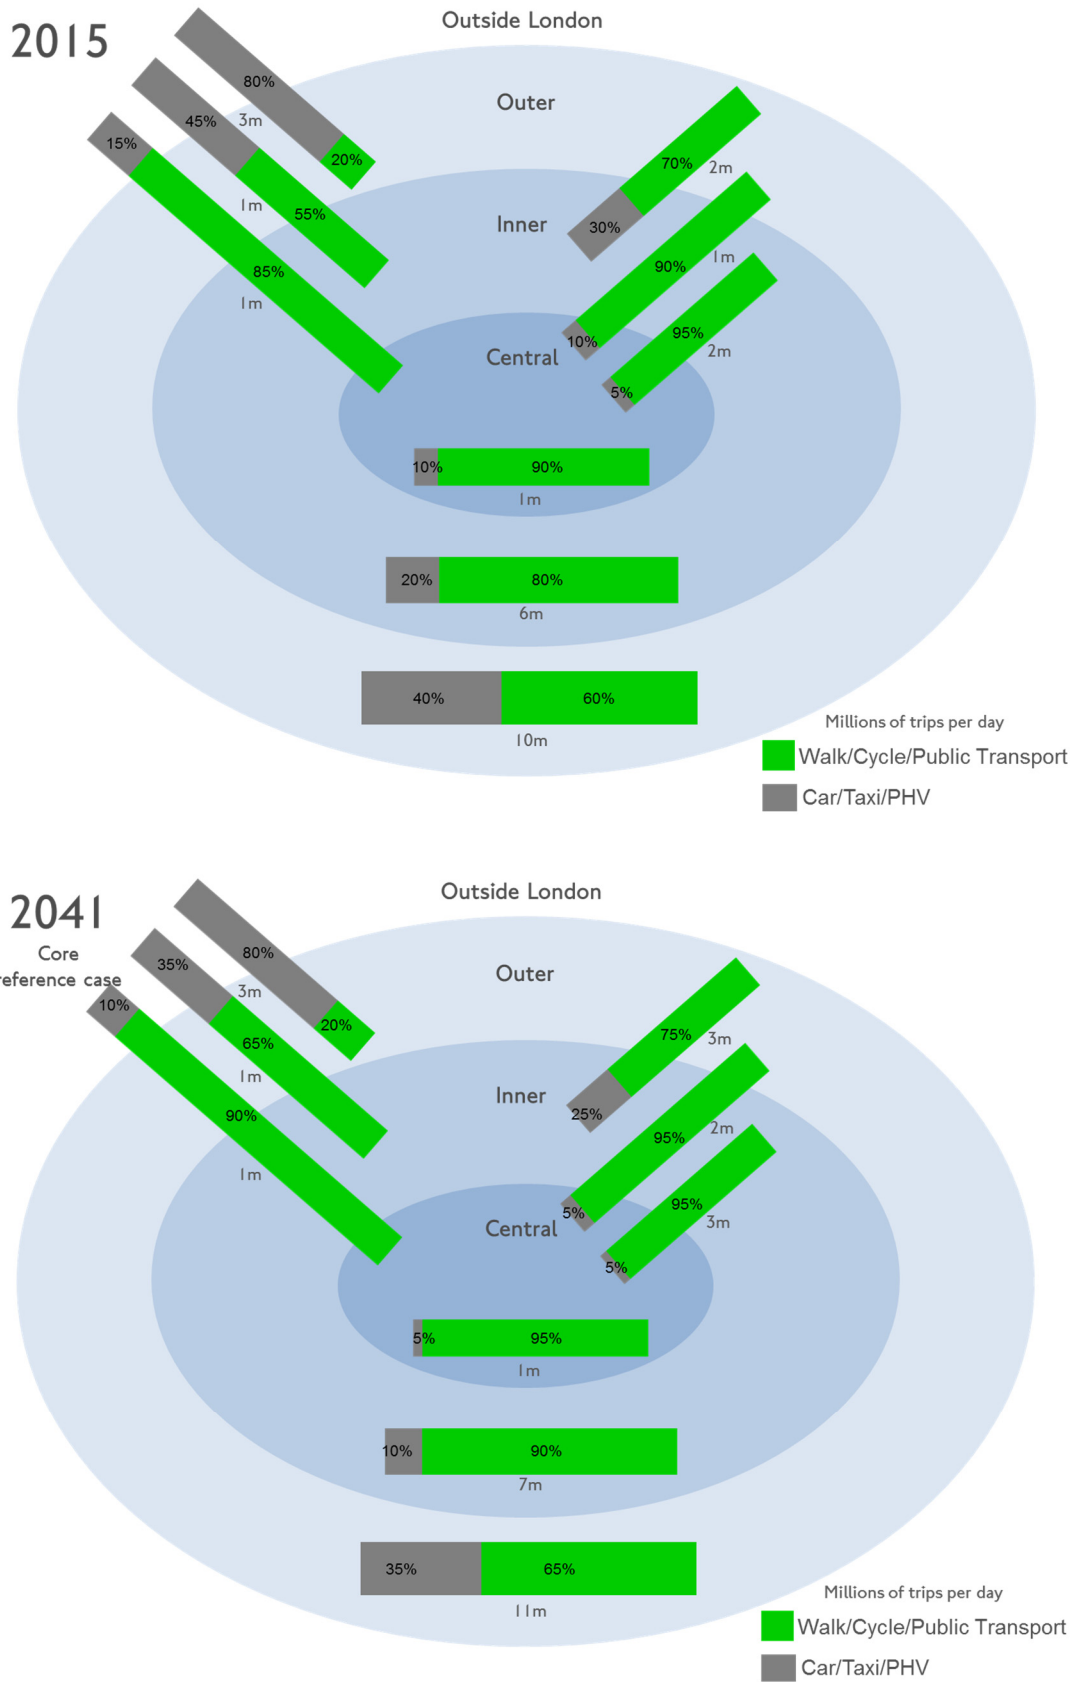 2015
Outside London
Outer
80%
3m
20%
45%
1m
55%
15%
85%
1m
70%
2m
30%
Inner
90%
1m
10%
95%
2m
5%
Central
10%
90%
1m
20%
80%
6m
40%
60%
10m
Millions of trips per day
Walk/Cycle/Public Transport
Car/Taxi/PHV
2041
Core
reference case
Outside London
Outer
80%
3m
20%
35%
1m
65%
10%
90%
1m
75%
3m
25%
Inner
95%
2m
5%
95%
3m
5%
Central
5%
95%
1m
10%
90%
7m
35%
65%
11m
Millions of trips per day
Walk/Cycle/Public Transport
Car/Taxi/PHV